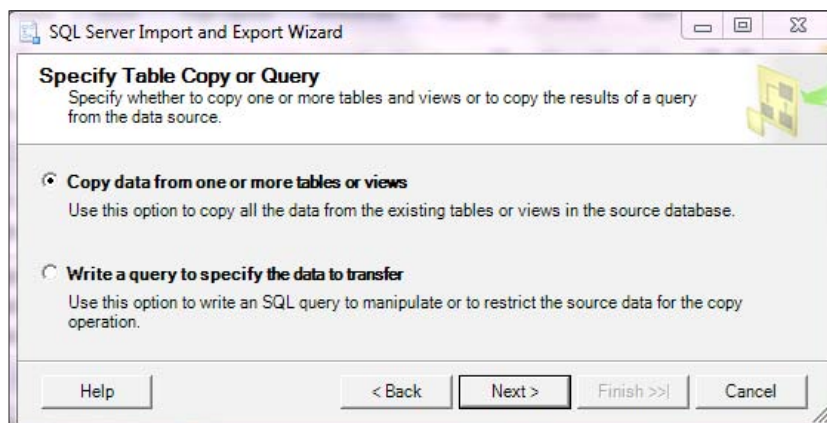 SQL Server Import and Export Wizard
Specify Table Copy or Query
Specify whether to copy one or more tables and views or to copy the results of a query
from the data source.
Copy data from one or more tables or views
Use this option to copy all the data from the existing tables or views in the source database.
Write a query to specify the data to transfer
Use this option to write an SQL query to manipulate or to restrict the source data for the copy
operation.
Help < Back Next > Finish >>| Cancel